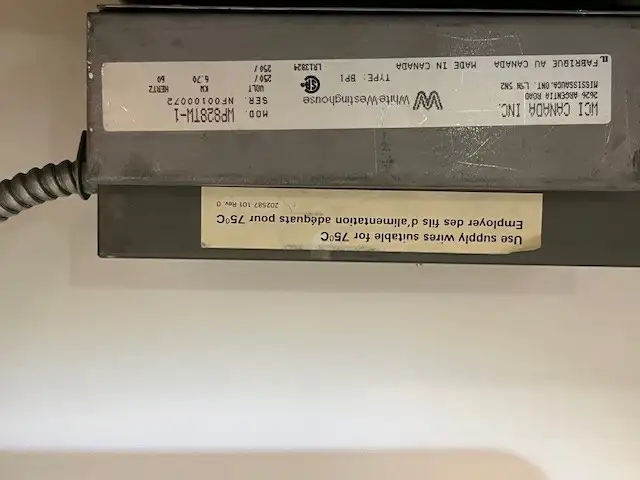 Use supply wires suitable for 75°C
Employer des fils d'alimentation adéquats pour 75°C
202587-101 Rev. 0
WCI CANADA INC.
2626 ARGENTIA ROAD
MISSISSAUGA, ONT. L5N 5N2
WhiteWestinghouse
TYPE: BP1
MOD. WP828TW-1
SER. NF00100072
VOLT KW HERTZ
250/ 6.70 60
250/
LR13824
FABRIQUE AU CANADA MADE IN CANADA